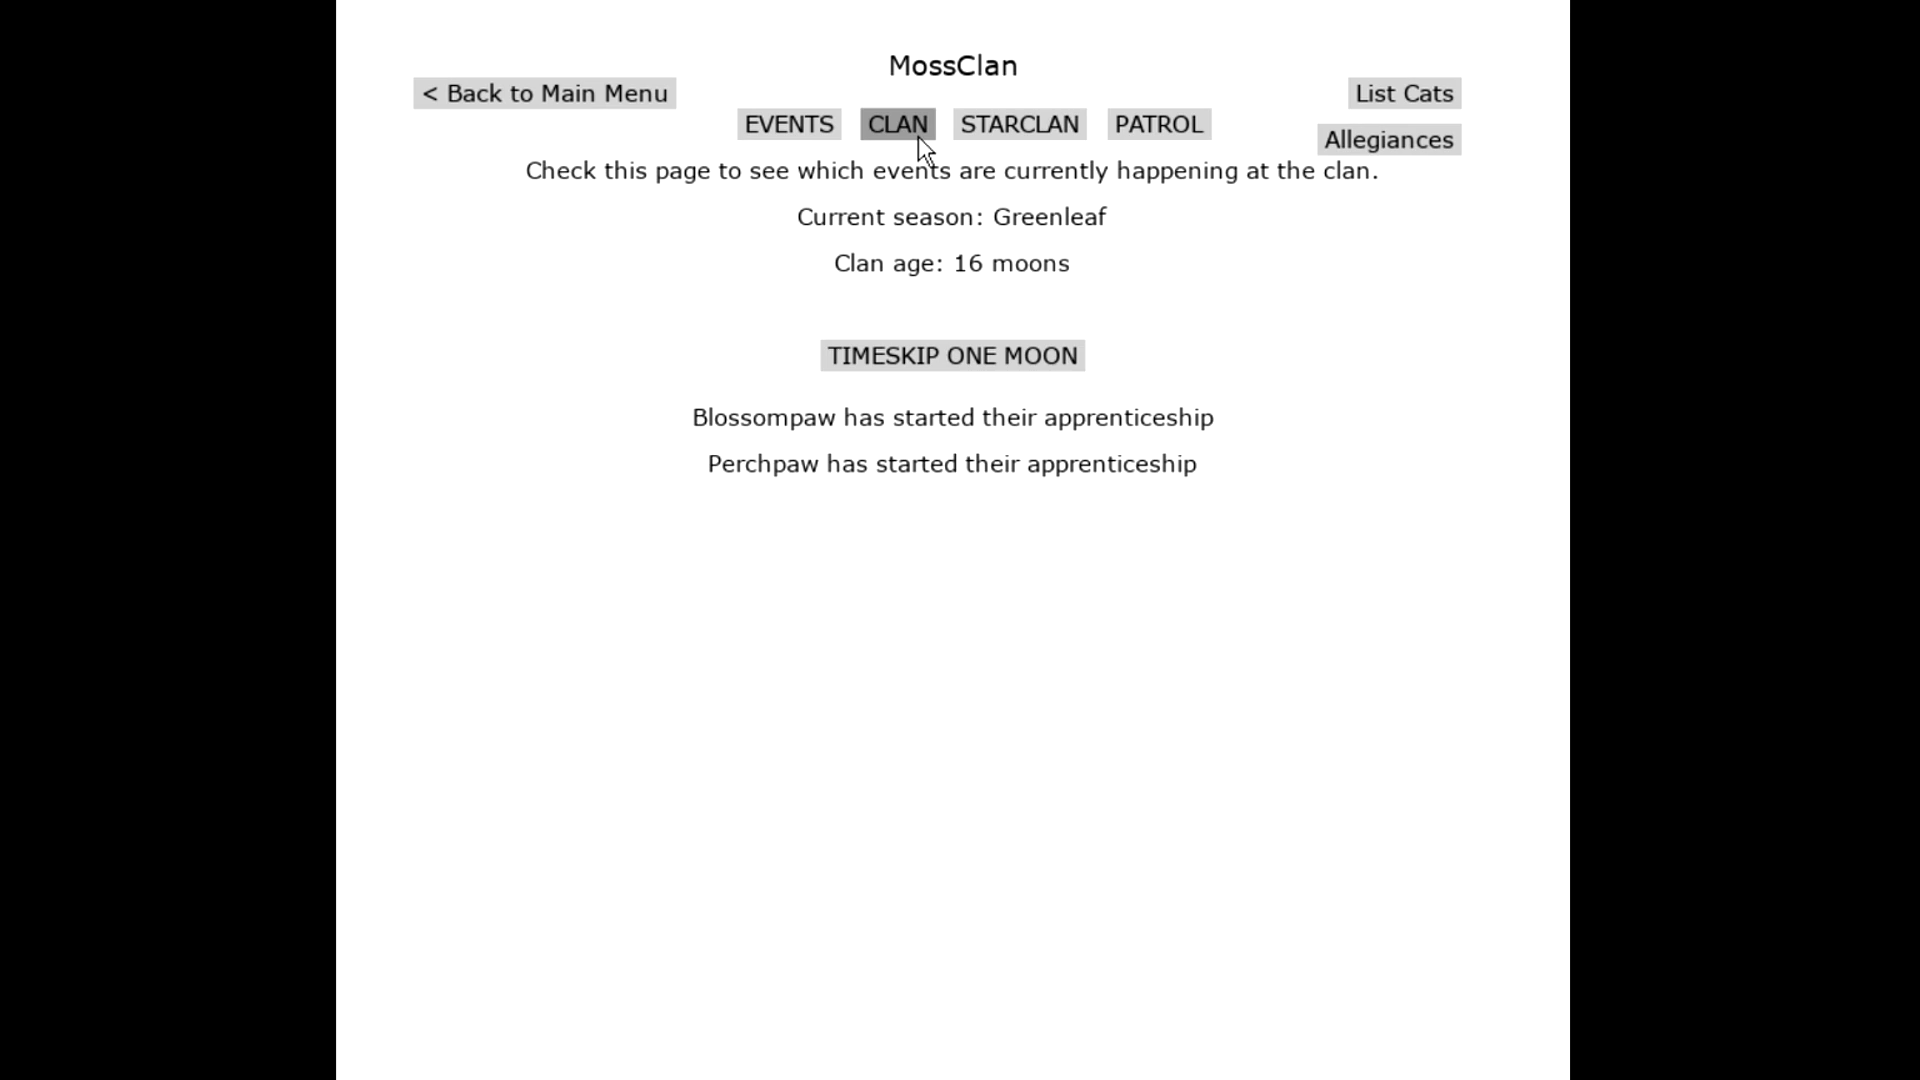 MossClan
< Back to Main Menu
List Cats
EVENTS CLAN STARCLAN PATROL
Allegiances
Check this page to see which events are currently happening at the clan.
Current season: Greenleaf
Clan age: 16 moons
TIMESKIP ONE MOON
Blossompaw has started their apprenticeship
Perchpaw has started their apprenticeship